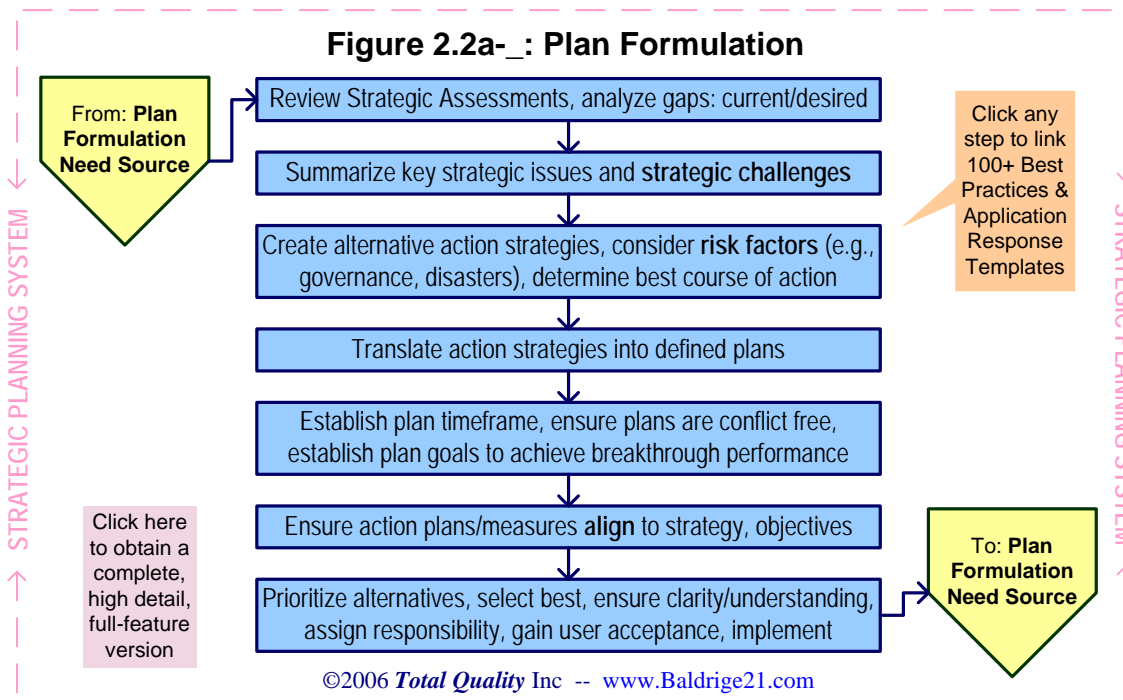 Figure 2.2a-_: Plan Formulation
From: Plan
Formulation
Need Source
Review Strategic Assessments, analyze gaps: current/desired
Summarize key strategic issues and strategic challenges
Create alternative action strategies, consider risk factors (e.g.,
governance, disasters), determine best course of action
Translate action strategies into defined plans
Establish plan timeframe, ensure plans are conflict free,
establish plan goals to achieve breakthrough performance
Ensure action plans/measures align to strategy, objectives
Prioritize alternatives, select best, ensure clarity/understanding,
assign responsibility, gain user acceptance, implement
To: Plan
Formulation
Need Source
Click any
step to link
100+ Best
Practices &
Application
Response
Templates
Click here
to obtain a
complete,
high detail,
full-feature
version
STRATEGIC PLANNING SYSTEM
STRATEGIC PLANNING SYSTEM
©2006 Total Quality Inc -- www.Baldrige21.com